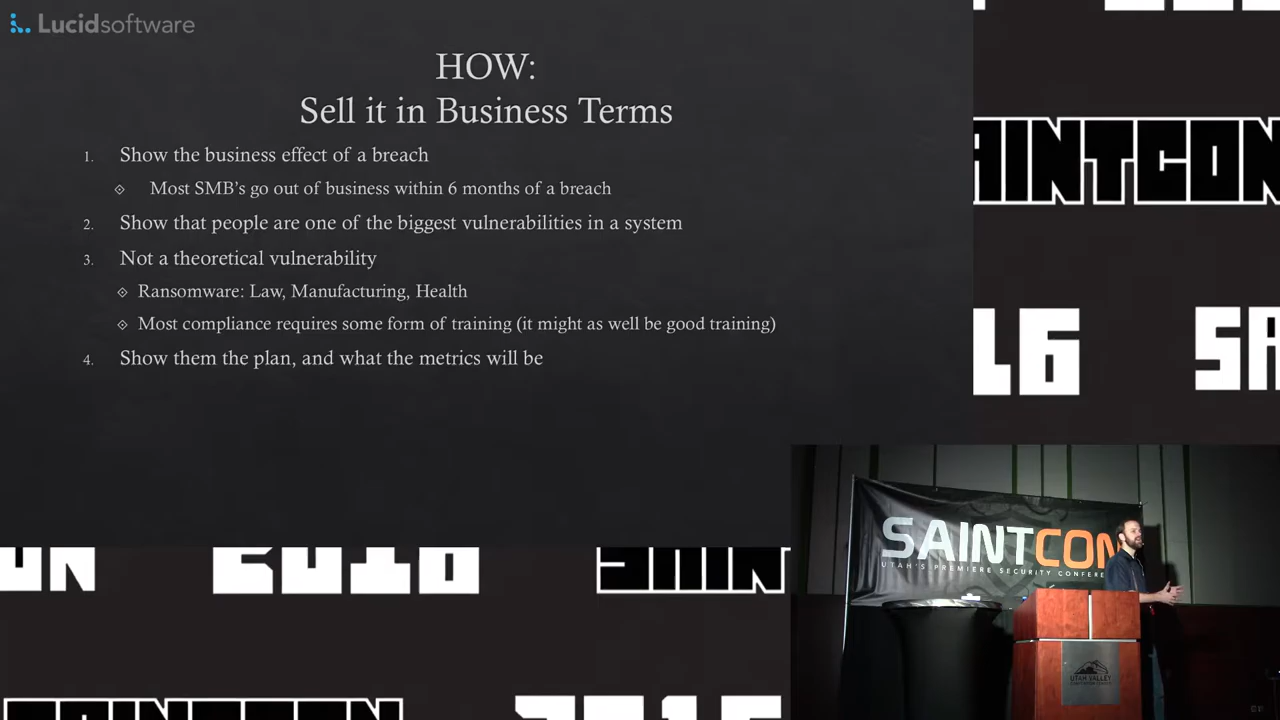 Lucidsoftware
HOW:
Sell it in Business Terms
1. Show the business effect of a breach
Most SMB's go out of business within 6 months of a breach
2. Show that people are one of the biggest vulnerabilities in a system
3. Not a theoretical vulnerability
Ransomware: Law, Manufacturing, Health
Most compliance requires some form of training (it might as well be good training)
4. Show them the plan, and what the metrics will be
SAINTCON
UTAH'S PREMIERE SECURITY CONFERE
UTAH VALLEY